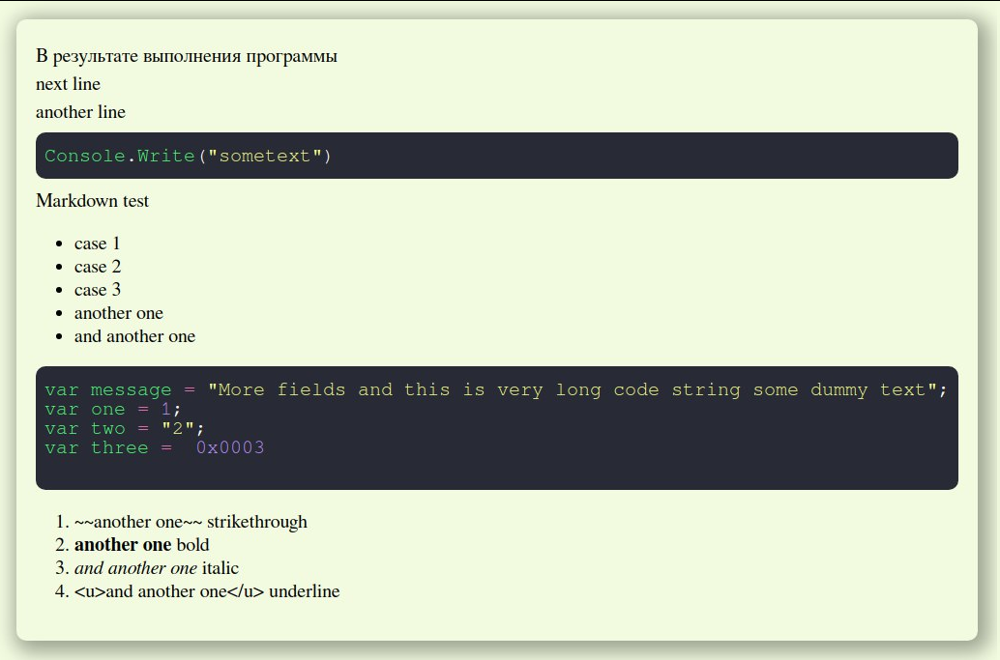 В результате выполнения программы
next line
another line
Console.Write("sometext")
Markdown test
• case 1
• case 2
• case 3
• another one
• and another one
var message = "More fields and this is very long code string some dummy text";
var one = 1;
var two = "2";
var three =  0x0003
1. ~~another one~~ strikethrough
2. another one bold
3. and another one italic
4. <u>and another one</u> underline